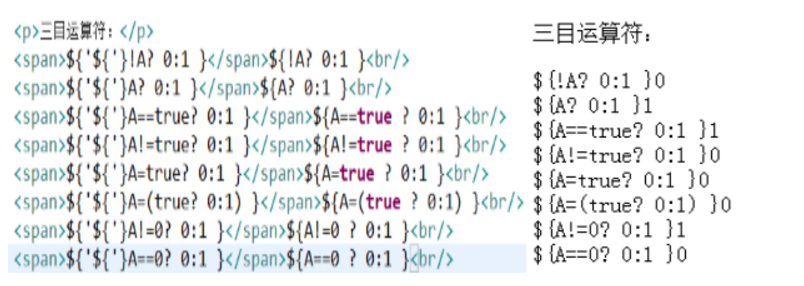 <p>三目运算符：</p>
<span>${'${'}!A? 0:1 }</span>${!A? 0:1 }<br/>
<span>${'${'}A? 0:1 }</span>${A? 0:1 }<br/>
<span>${'${'}A==true? 0:1 }</span>${A==true ? 0:1 }<br/>
<span>${'${'}A!=true? 0:1 }</span>${A!=true ? 0:1 }<br/>
<span>${'${'}A=true? 0:1 }</span>${A=true ? 0:1 }<br/>
<span>${'${'}A=(true? 0:1) }</span>${A=(true ? 0:1) }<br/>
<span>${'${'}A!=0? 0:1 }</span>${A!=0 ? 0:1 }<br/>
<span>${'${'}A==0? 0:1 }</span>${A==0 ? 0:1 }<br/>
三目运算符：
${!A? 0:1 }0
${A? 0:1 }1
${A==true? 0:1 }1
${A!=true? 0:1 }0
${A=true? 0:1 }0
${A=(true? 0:1) }0
${A!=0? 0:1 }1
${A==0? 0:1 }0